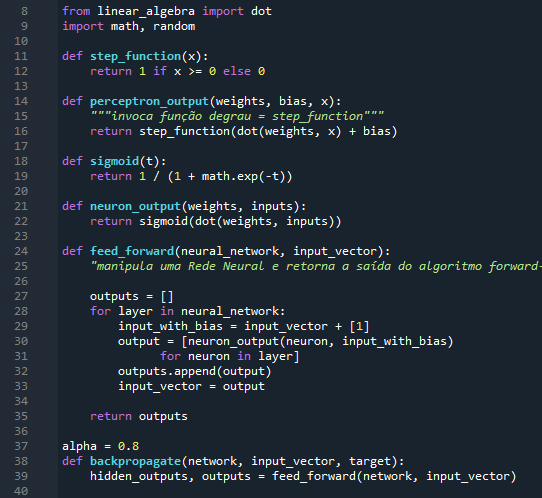 8 from linear_algebra import dot
9 import math, random
10
11 def step_function(x):
12     return 1 if x >= 0 else 0
13
14 def perceptron_output(weights, bias, x):
15     """invoca função degrau = step_function"""
16     return step_function(dot(weights, x) + bias)
17
18 def sigmoid(t):
19     return 1 / (1 + math.exp(-t))
20
21 def neuron_output(weights, inputs):
22     return sigmoid(dot(weights, inputs))
23
24 def feed_forward(neural_network, input_vector):
25     "manipula uma Rede Neural e retorna a saída do algoritmo forward-
26
27     outputs = []
28     for layer in neural_network:
29         input_with_bias = input_vector + [1]
30         output = [neuron_output(neuron, input_with_bias)
31               for neuron in layer]
32         outputs.append(output)
33         input_vector = output
34
35     return outputs
36
37 alpha = 0.8
38 def backpropagate(network, input_vector, target):
39     hidden_outputs, outputs = feed_forward(network, input_vector)
40